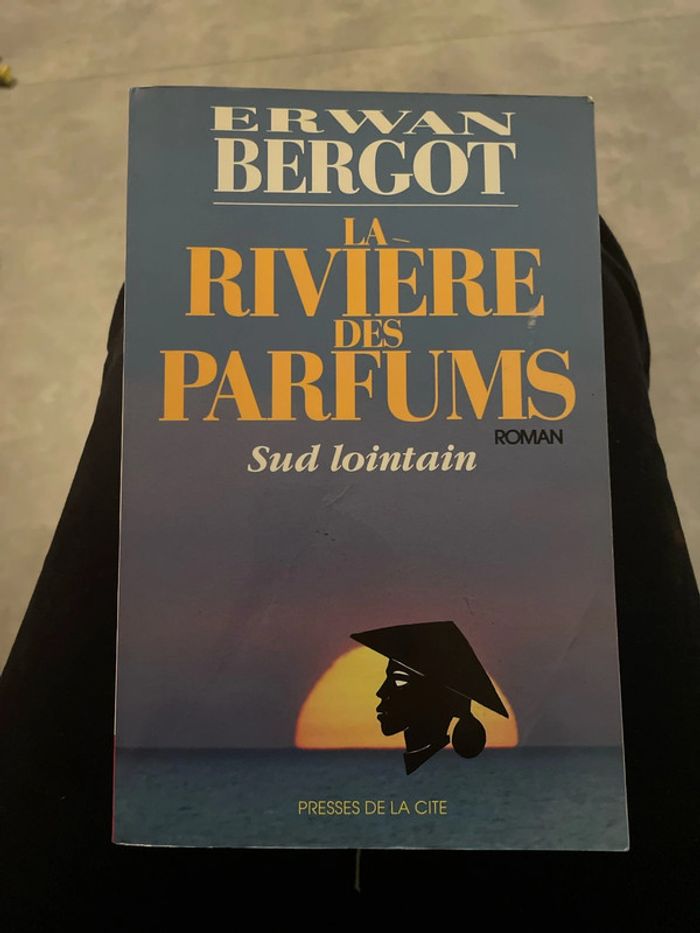 ERWAN
BERGOT
LA
RIVIÈRE
DES
PARFUMS
ROMAN
Sud lointain
PRESSES DE LA CITE